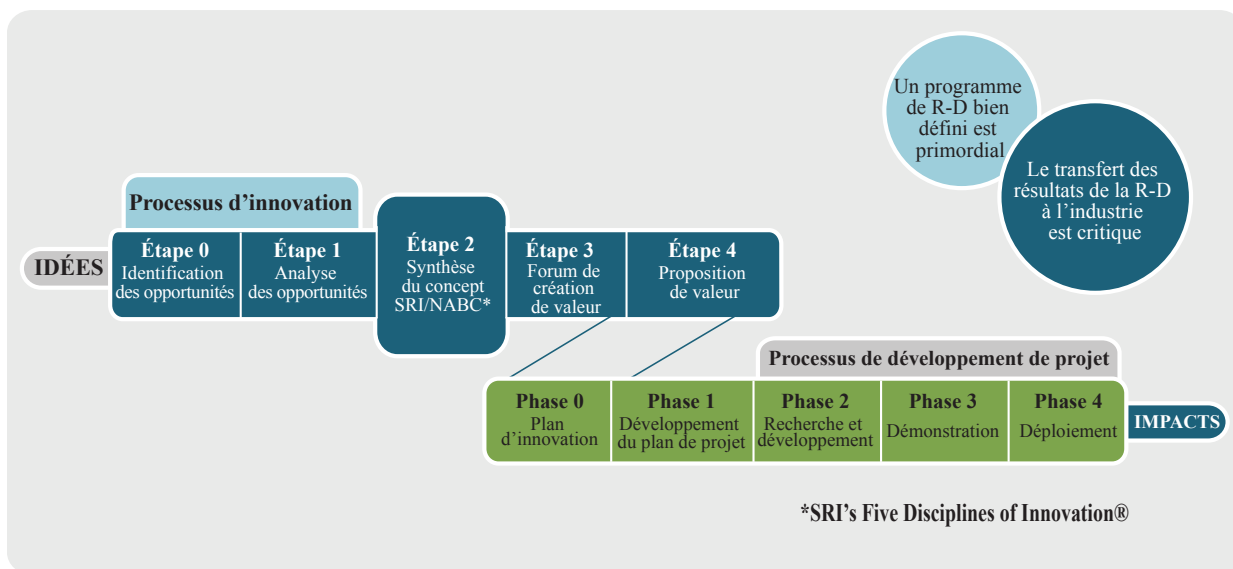 Un programme
de R-D bien
défini est
primordial
Le transfert des
résultats de la R-D
à l’industrie
est critique
Processus d’innovation
IDÉES
Étape 0
Identification
des opportunités
Étape 1
Analyse
des opportunités
Étape 2
Synthèse
du concept
SRI/NABC*
Étape 3
Forum de
création
de valeur
Étape 4
Proposition
de valeur
Processus de développement de projet
Phase 0
Plan
d’innovation
Phase 1
Développement
du plan de projet
Phase 2
Recherche et
développement
Phase 3
Démonstration
Phase 4
Déploiement
IMPACTS
*SRI’s Five Disciplines of Innovation®